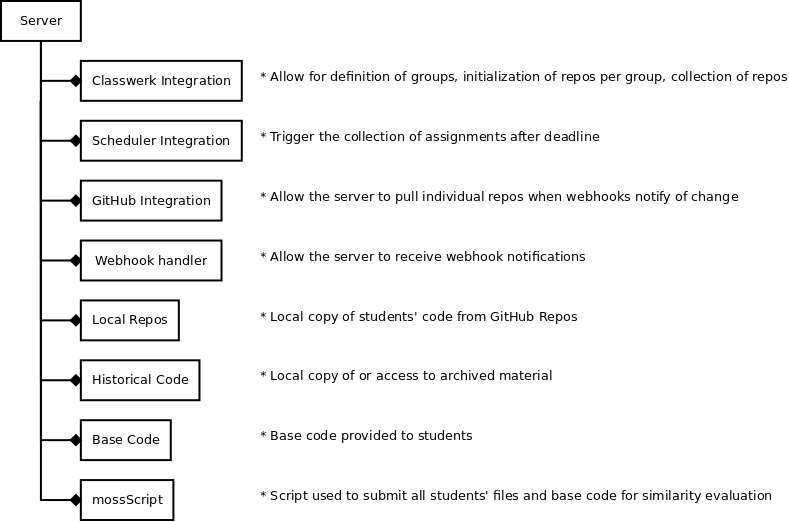 Server
Classwerk Integration * Allow for definition of groups, initialization of repos per group, collection of repos
Scheduler Integration * Trigger the collection of assignments after deadline
GitHub Integration * Allow the server to pull individual repos when webhooks notify of change
Webhook handler * Allow the server to receive webhook notifications
Local Repos * Local copy of students' code from GitHub Repos
Historical Code * Local copy of or access to archived material
Base Code * Base code provided to students
mossScript * Script used to submit all students' files and base code for similarity evaluation